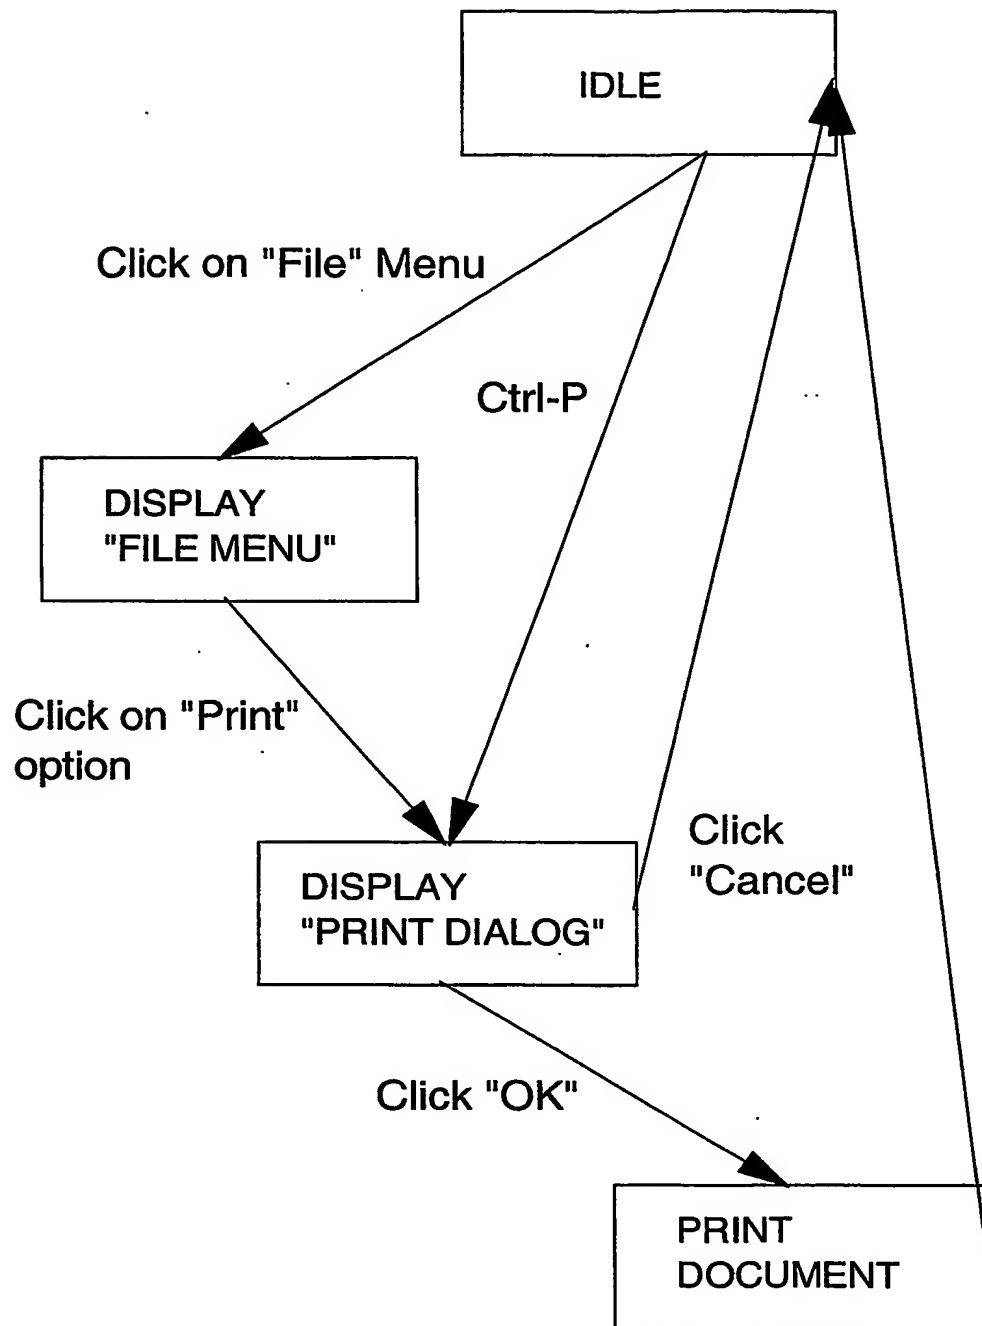 IDLE
Click on "File" Menu
Ctrl-P
DISPLAY
"FILE MENU"
Click on "Print"
option
Click
"Cancel"
DISPLAY
"PRINT DIALOG"
Click "OK"
PRINT
DOCUMENT